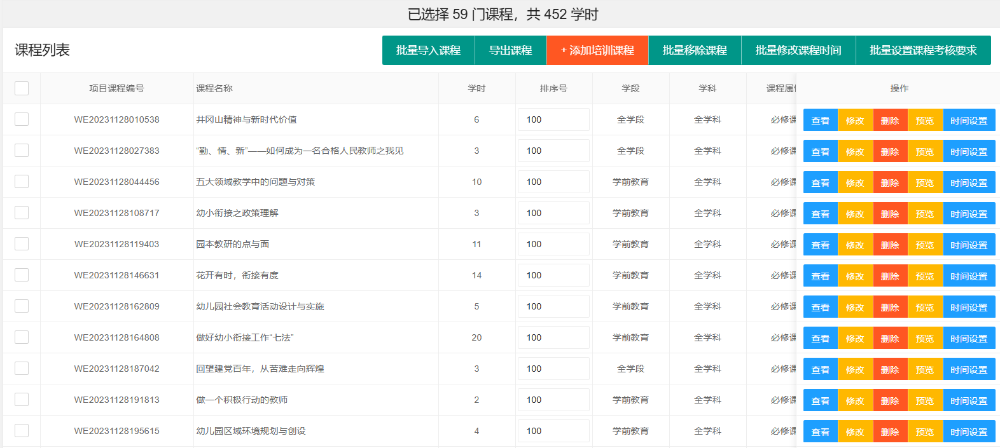 已选择 59 门课程，共 452 学时
课程列表 批量导入课程 导出课程 + 添加培训课程 批量移除课程 批量修改课程时间 批量设置课程考核要求
项目课程编号 课程名称 学时 排序号 学段 学科 课程属 操作
WE20231128010538 井冈山精神与新时代价值 6 100 全学段 全学科 必修课 查看 修改 删除 预览 时间设置
WE20231128027383 “勤、情、新”——如何成为一名合格人民教师之我见 3 100 全学段 全学科 必修课 查看 修改 删除 预览 时间设置
WE20231128044456 五大领域教学中的问题与对策 10 100 学前教育 全学科 必修课 查看 修改 删除 预览 时间设置
WE20231128108717 幼小衔接之政策理解 3 100 学前教育 全学科 必修课 查看 修改 删除 预览 时间设置
WE20231128119403 园本教研的点与面 11 100 学前教育 全学科 必修课 查看 修改 删除 预览 时间设置
WE20231128146631 花开有时，衔接有度 14 100 学前教育 全学科 必修课 查看 修改 删除 预览 时间设置
WE20231128162809 幼儿园社会教育活动设计与实施 5 100 学前教育 全学科 必修课 查看 修改 删除 预览 时间设置
WE20231128164808 做好幼小衔接工作“七法” 20 100 学前教育 全学科 必修课 查看 修改 删除 预览 时间设置
WE20231128187042 回望建党百年，从苦难走向辉煌 3 100 全学段 全学科 必修课 查看 修改 删除 预览 时间设置
WE20231128191813 做一个积极行动的教师 2 100 学前教育 全学科 必修课 查看 修改 删除 预览 时间设置
WE20231128195615 幼儿园区域环境规划与创设 4 100 学前教育 全学科 必修课 查看 修改 删除 预览 时间设置